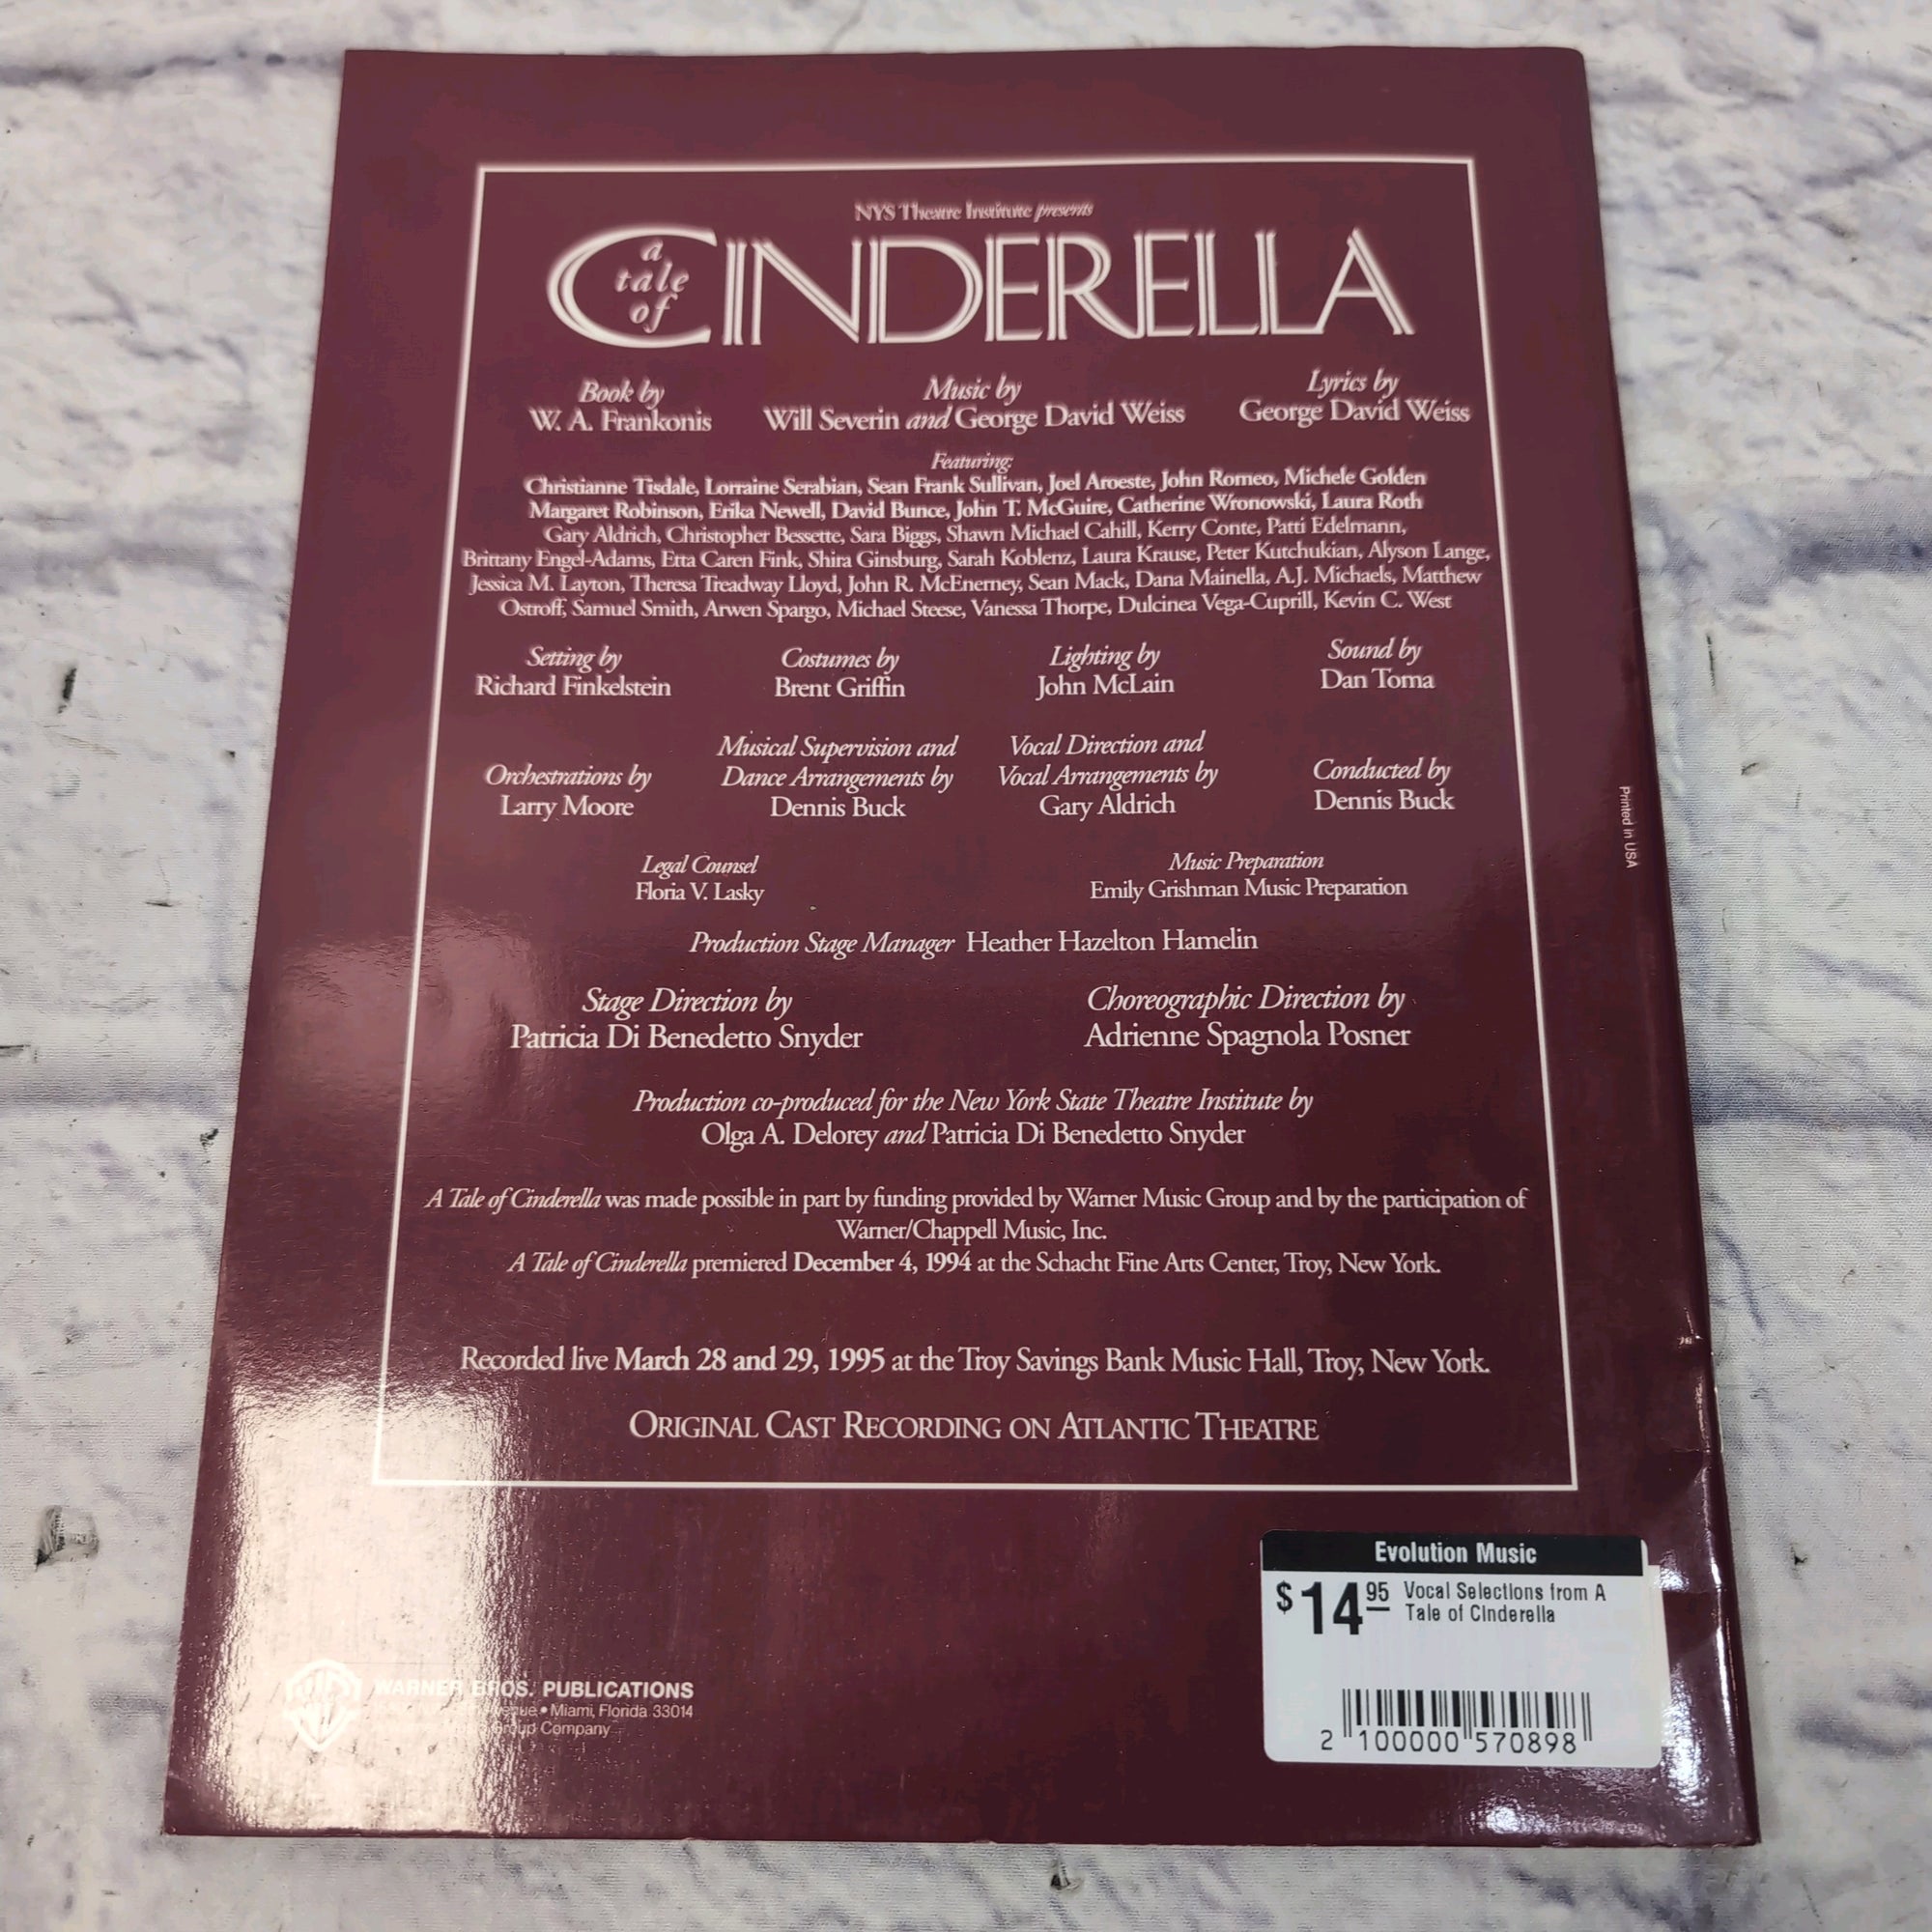 NYS Theatre Institute presents
a tale of CINDERELLA
Book by
W. A. Frankonis
Music by
Will Severin and George David Weiss
Lyrics by
George David Weiss
Featuring:
Christianne Tisdale, Lorraine Serabian, Sean Frank Sullivan, Joel Aroeste, John Romeo, Michele Golden
Margaret Robinson, Erika Newell, David Bunce, John T. McGuire, Catherine Wronowski, Laura Roth
Gary Aldrich, Christopher Bessette, Sara Biggs, Shawn Michael Cahill, Kerry Conte, Patti Edelmann,
Brittany Engel-Adams, Etta Caren Fink, Shira Ginsburg, Sarah Koblenz, Laura Krause, Peter Kutchukian, Alyson Lange,
Jessica M. Layton, Theresa Treadway Lloyd, John R. McEnerney, Sean Mack, Dana Mainella, A.J. Michaels, Matthew
Ostroff, Samuel Smith, Arwen Spargo, Michael Steese, Vanessa Thorpe, Dulcinea Vega-Cuprill, Kevin C. West
Setting by
Richard Finkelstein
Costumes by
Brent Griffin
Lighting by
John McLain
Sound by
Dan Toma
Orchestrations by
Larry Moore
Musical Supervision and
Dance Arrangements by
Dennis Buck
Vocal Direction and
Vocal Arrangements by
Gary Aldrich
Conducted by
Dennis Buck
Legal Counsel
Floria V. Lasky
Music Preparation
Emily Grishman Music Preparation
Production Stage Manager Heather Hazelton Hamelin
Stage Direction by
Patricia Di Benedetto Snyder
Choreographic Direction by
Adrienne Spagnola Posner
Production co-produced for the New York State Theatre Institute by
Olga A. Delorey and Patricia Di Benedetto Snyder
A Tale of Cinderella was made possible in part by funding provided by Warner Music Group and by the participation of
Warner/Chappell Music, Inc.
A Tale of Cinderella premiered December 4, 1994 at the Schacht Fine Arts Center, Troy, New York.
Recorded live March 28 and 29, 1995 at the Troy Savings Bank Music Hall, Troy, New York.
ORIGINAL CAST RECORDING ON ATLANTIC THEATRE
Printed in USA
WARNER BROS. PUBLICATIONS
• Miami, Florida 33014
Group Company
Evolution Music
$14.95
Vocal Selections from A
Tale of Cinderella
2 100000 570898